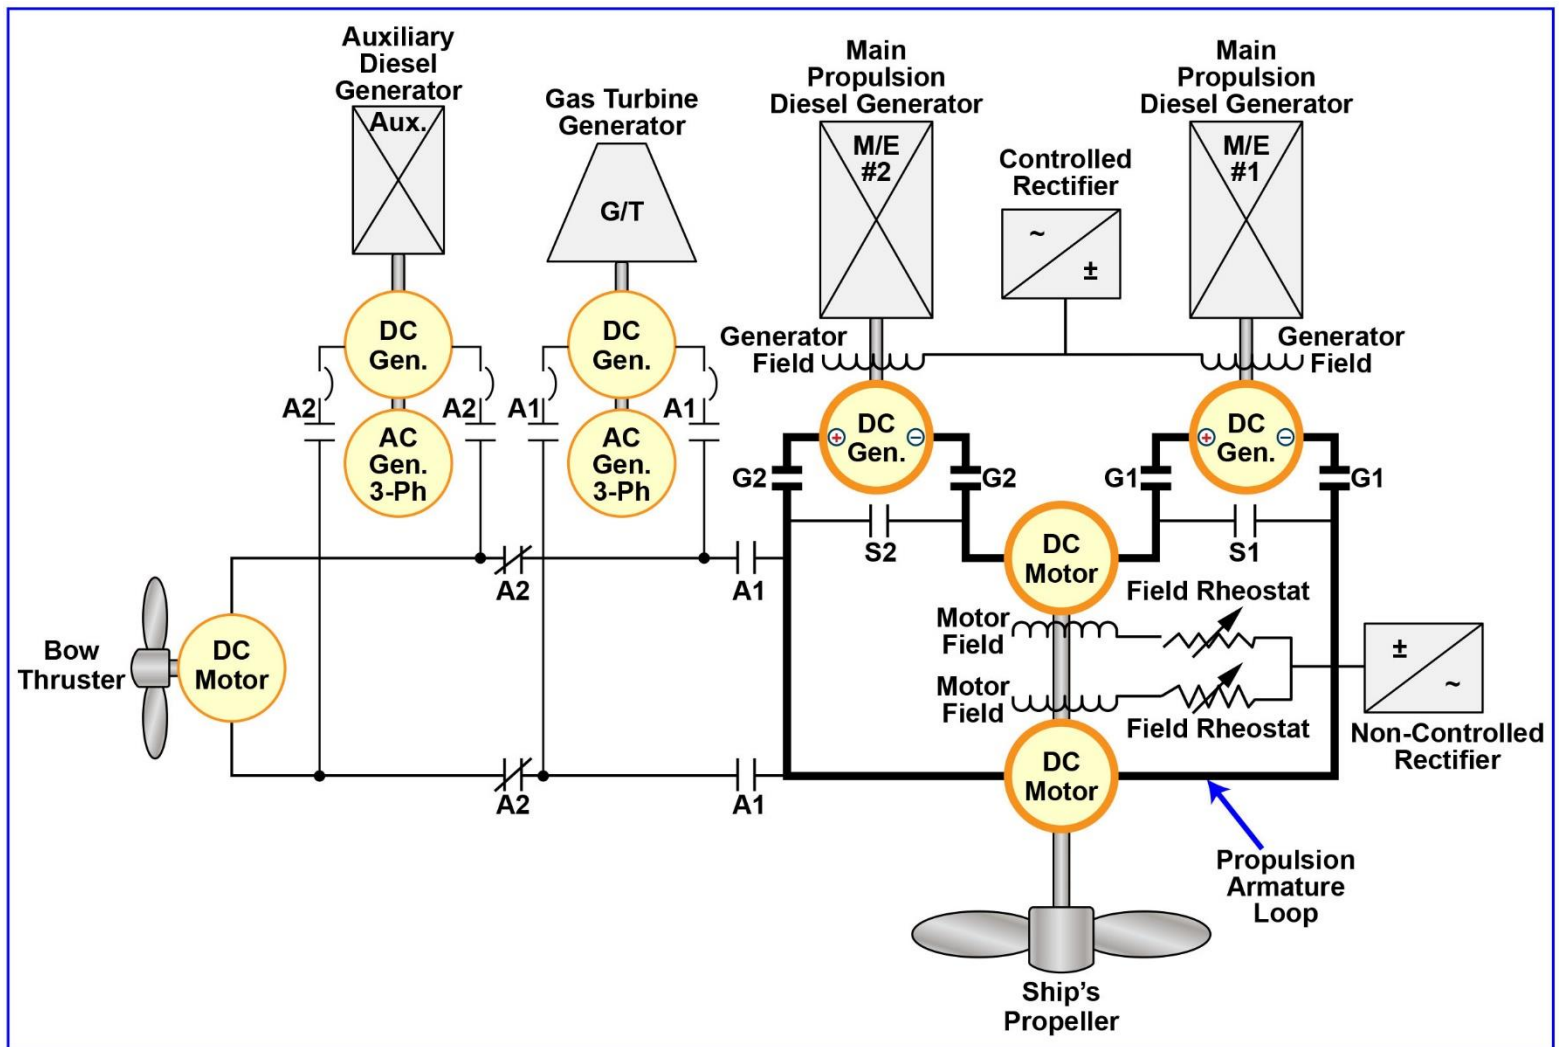 Auxiliary
Diesel
Generator
Aux.
Gas Turbine
Generator
G/T
Main
Propulsion
Diesel Generator
M/E
#2
Controlled
Rectifier
~
±
Main
Propulsion
Diesel Generator
M/E
#1
Generator
Field
Generator
Field
DC
Gen.
DC
Gen.
A2
A2
A1
A1
AC
Gen.
3-Ph
AC
Gen.
3-Ph
+
DC
Gen.
−
+
DC
Gen.
−
G2
G2
G1
G1
S2
S1
DC
Motor
A2
A1
Bow
Thruster
DC
Motor
Motor
Field
Field Rheostat
Motor
Field
Field Rheostat
±
~
Non-Controlled
Rectifier
A2
A1
DC
Motor
Propulsion
Armature
Loop
Ship's
Propeller